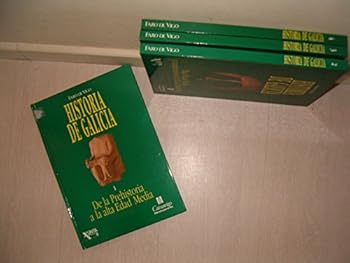 FARO DE VIGO
HISTORIA
DE GALICIA
1
De la Prehistoria
a la alta Edad Media
FARO DE VIGO HISTORIA DE GALICIA
FARO DE VIGO HISTORIA DE GALICIA
FARO DE VIGO HISTORIA DE GALICIA